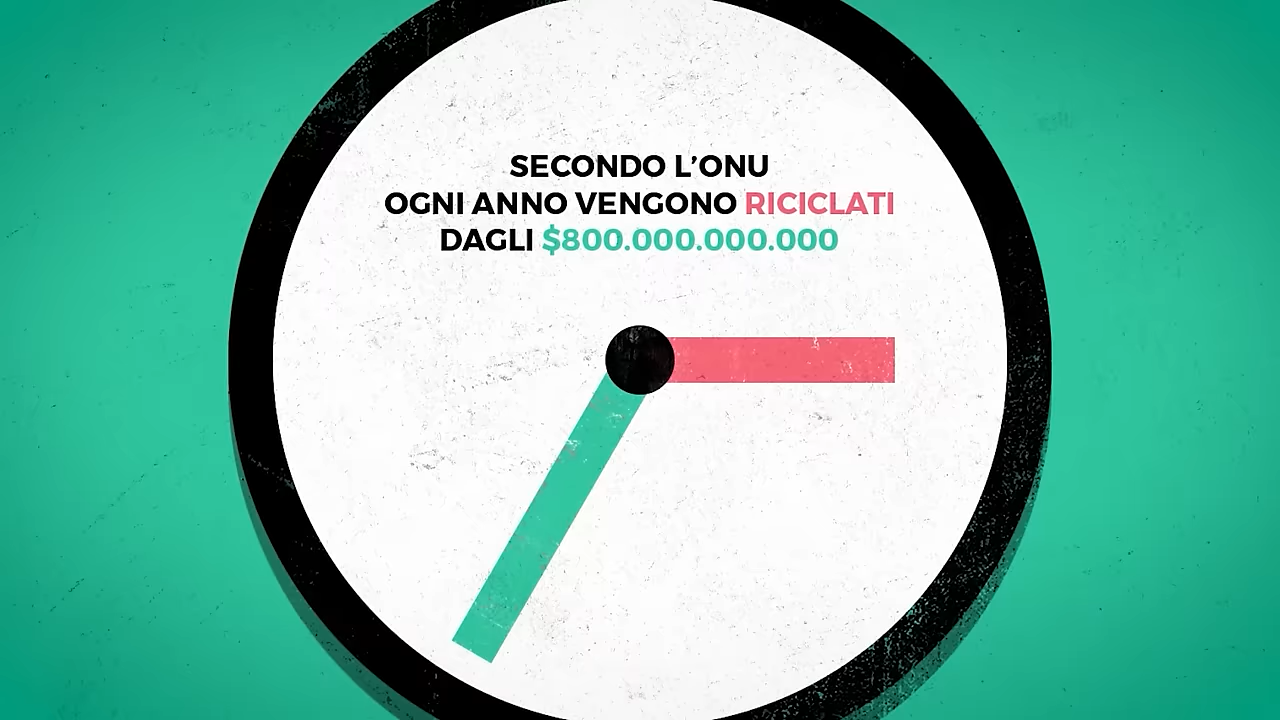 SECONDO L’ONU
OGNI ANNO VENGONO RICICLATI
DAGLI $800.000.000.000